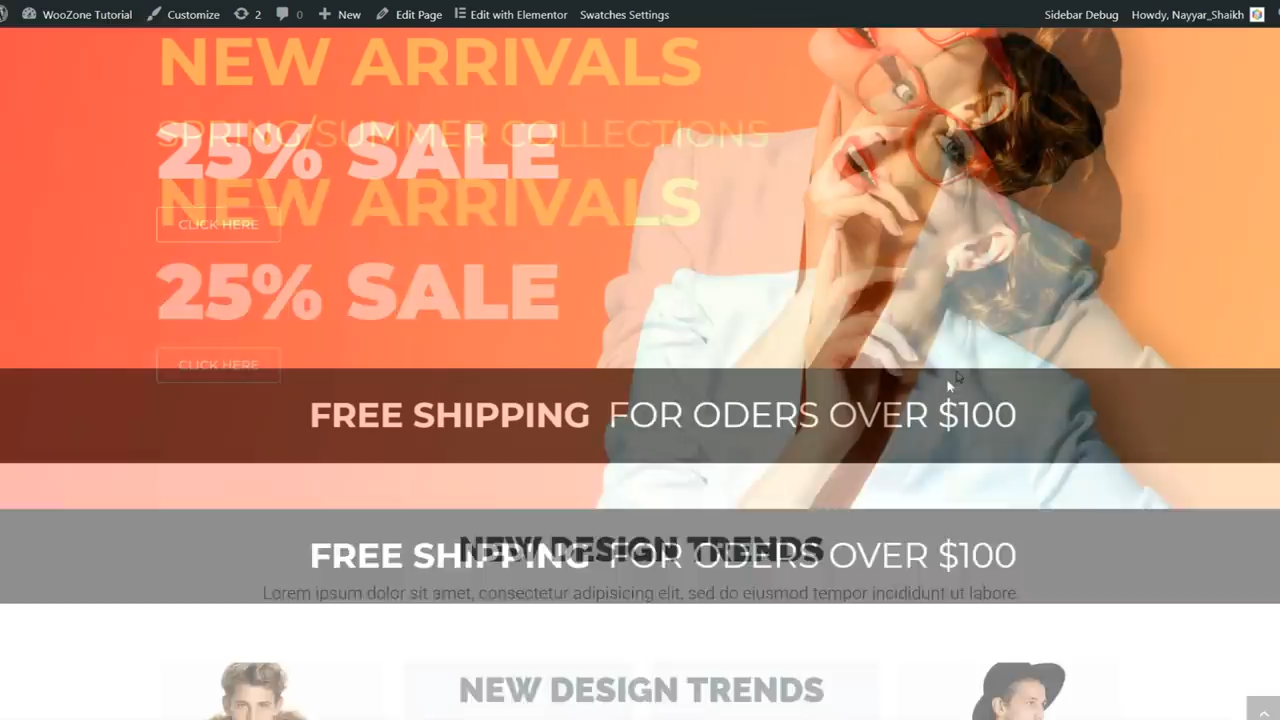 WooZone Tutorial Customize 2 0 New Edit Page Edit with Elementor Swatches Settings Sidebar Debug Howdy, Nayyar_Shaikh
NEW ARRIVALS
SPRING/SUMMER COLLECTIONS
25% SALE
NEW ARRIVALS
CLICK HERE
25% SALE
CLICK HERE
FREE SHIPPING FOR ODERS OVER $100
NEW DESIGN TRENDS
FREE SHIPPING FOR ODERS OVER $100
Lorem ipsum dolor sit amet, consectetur adipisicing elit, sed do eiusmod tempor incididunt ut labore
NEW DESIGN TRENDS